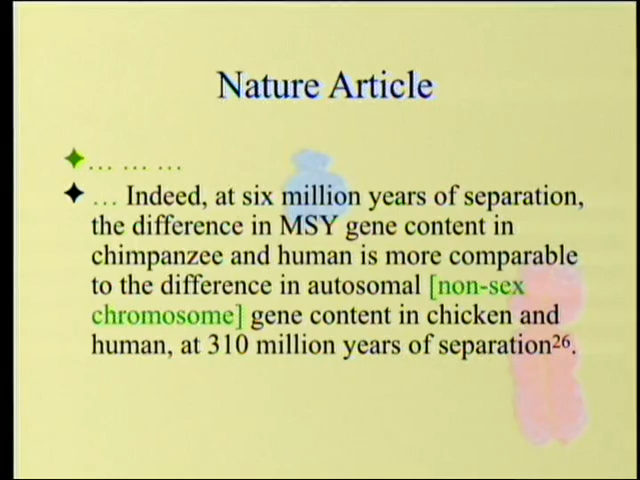 Nature Article
… … …
… Indeed, at six million years of separation,
the difference in MSY gene content in
chimpanzee and human is more comparable
to the difference in autosomal [non-sex
chromosome] gene content in chicken and
human, at 310 million years of separation26.